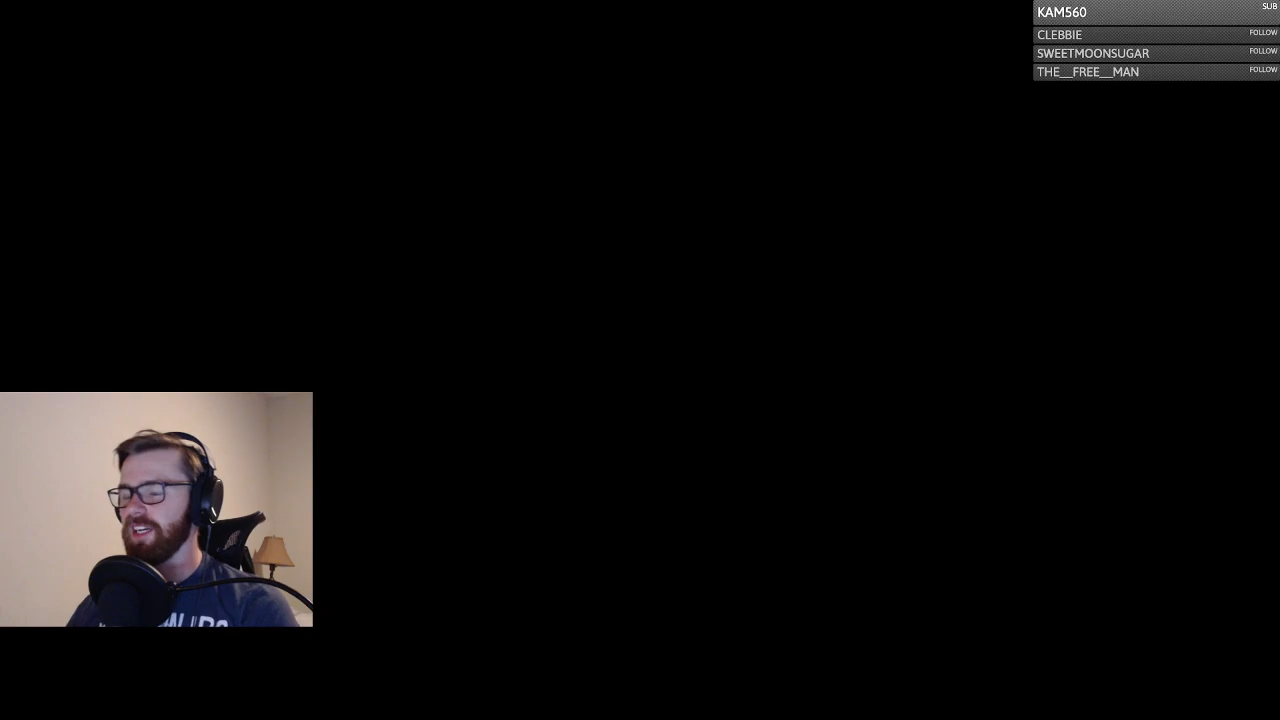 KAM560 SUB
CLEBBIE FOLLOW
SWEETMOONSUGAR FOLLOW
THE__FREE__MAN FOLLOW